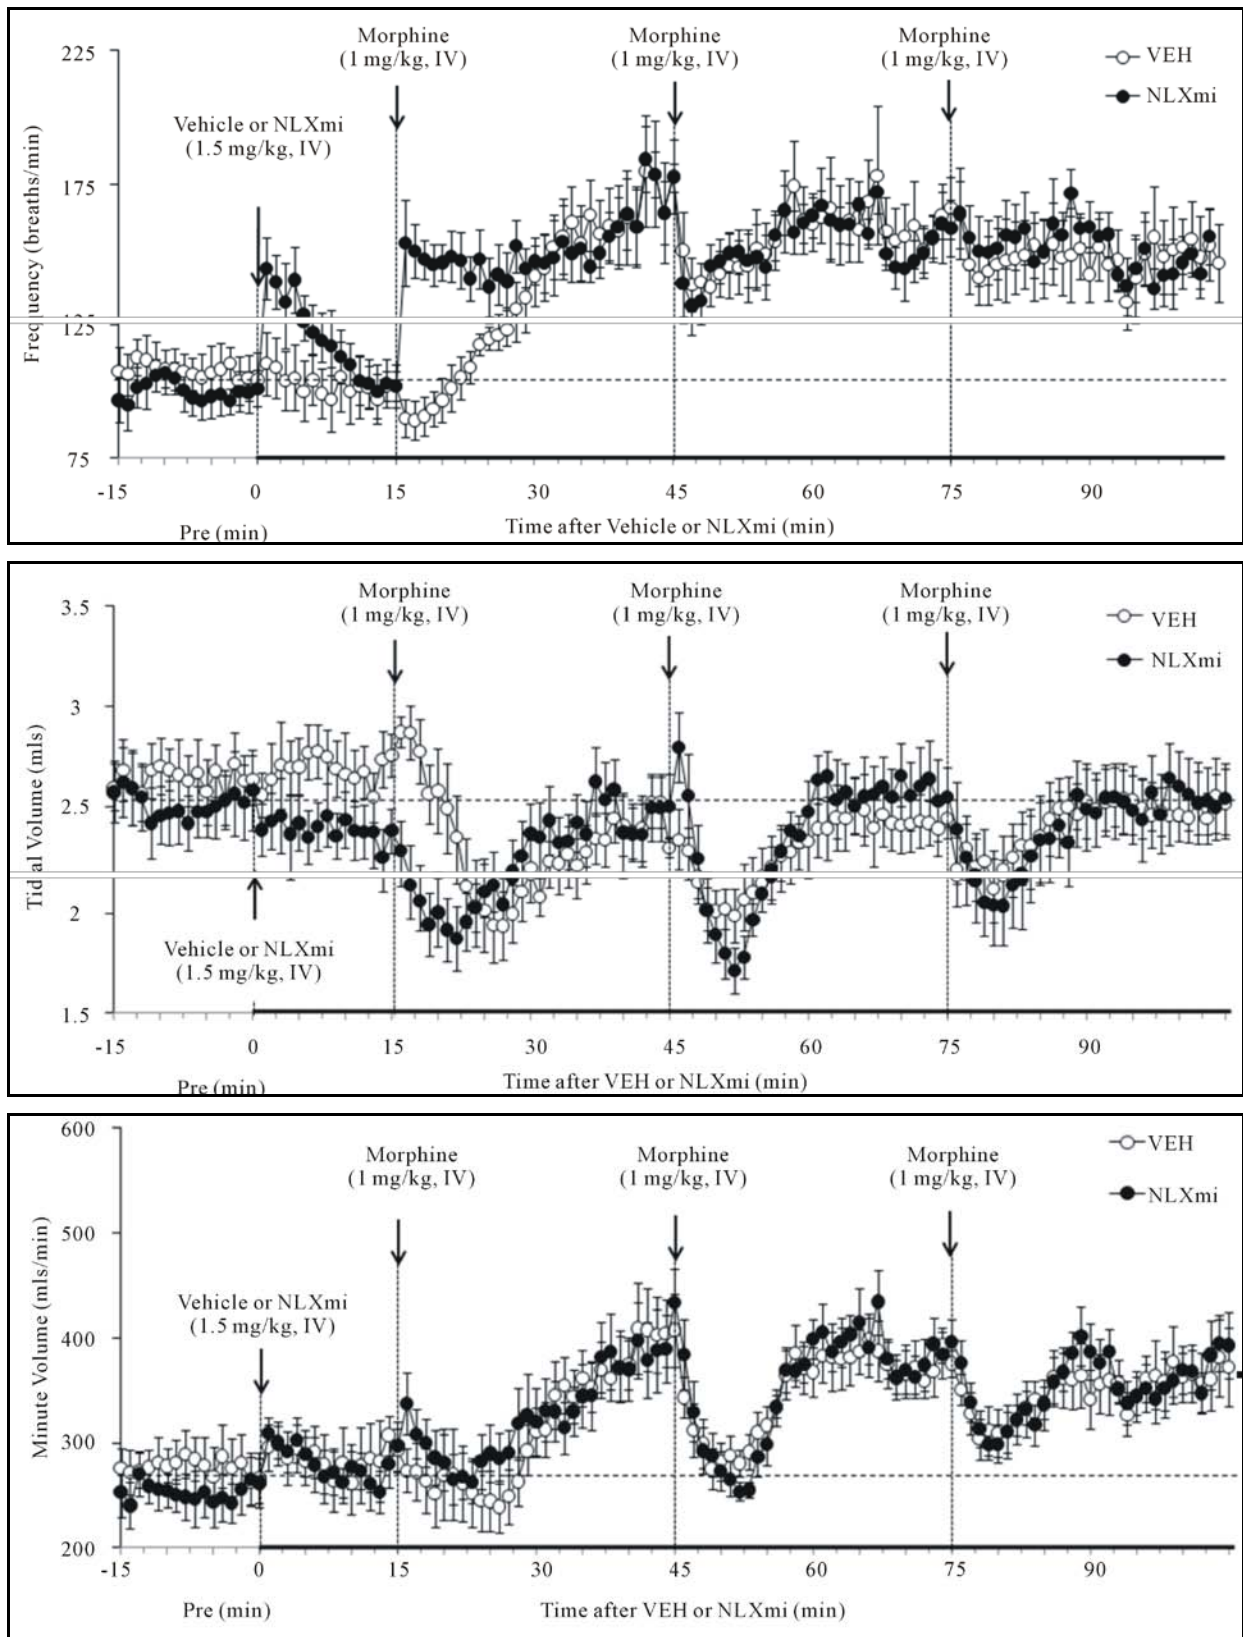 Morphine
(1 mg/kg, IV)
Morphine
(1 mg/kg, IV)
Morphine
(1 mg/kg, IV)
VEH
NLXmi
Vehicle or NLXmi
(1.5 mg/kg, IV)
Frequency (breaths/min)
225
175
125
75
-15
0
15
30
45
60
75
90
Pre (min)
Time after Vehicle or NLXmi (min)
Morphine
(1 mg/kg, IV)
Morphine
(1 mg/kg, IV)
Morphine
(1 mg/kg, IV)
VEH
NLXmi
Tidal Volume (mls)
3.5
3
2.5
2
1.5
Vehicle or NLXmi
(1.5 mg/kg, IV)
-15
0
15
30
45
60
75
90
Pre (min)
Time after VEH or NLXmi (min)
Morphine
(1 mg/kg, IV)
Morphine
(1 mg/kg, IV)
Morphine
(1 mg/kg, IV)
VEH
NLXmi
Vehicle or NLXmi
(1.5 mg/kg, IV)
Minute Volume (mls/min)
600
500
400
300
200
-15
0
15
30
45
60
75
90
Pre (min)
Time after VEH or NLXmi (min)